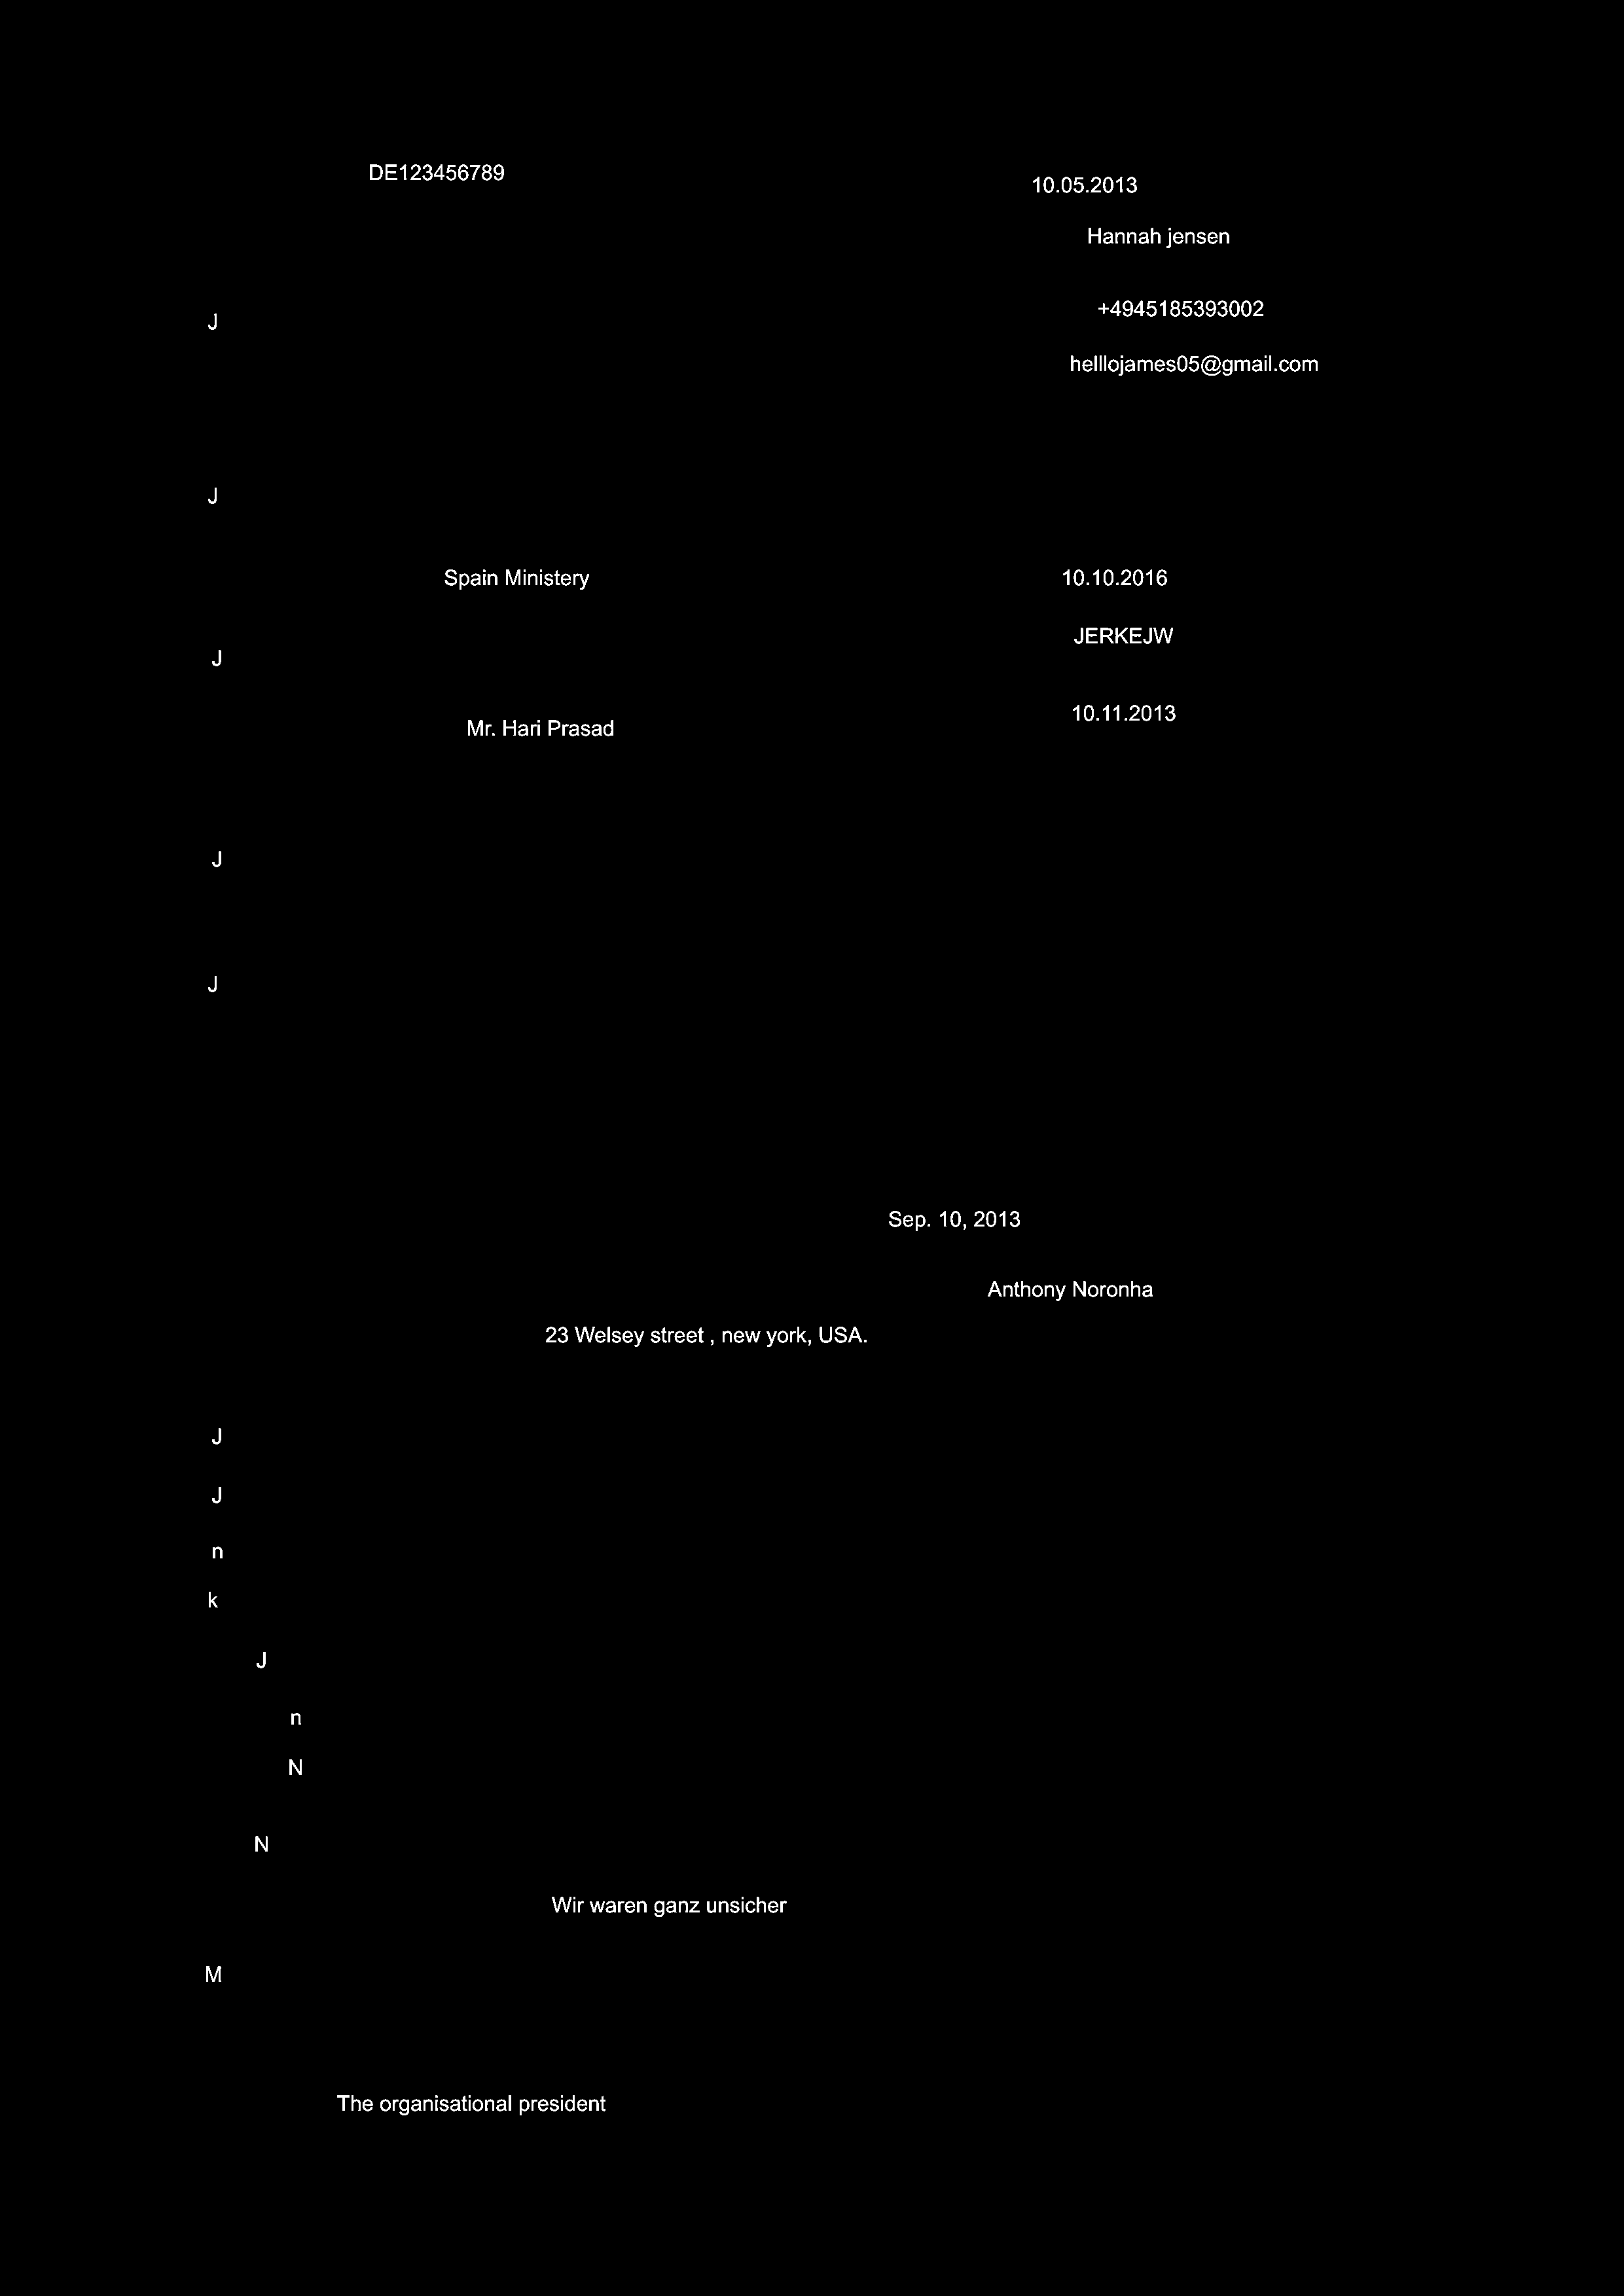 DE123456789
10.05.2013
Hannah jensen
+4945185393002
J
helllojames05@gmail.com
J
Spain Ministery
10.10.2016
JERKEJW
J
10.11.2013
Mr. Hari Prasad
J
J
Sep. 10, 2013
Anthony Noronha
23 Welsey street , new york, USA.
J
J
n
k
J
n
N
N
Wir waren ganz unsicher
M
The organisational president